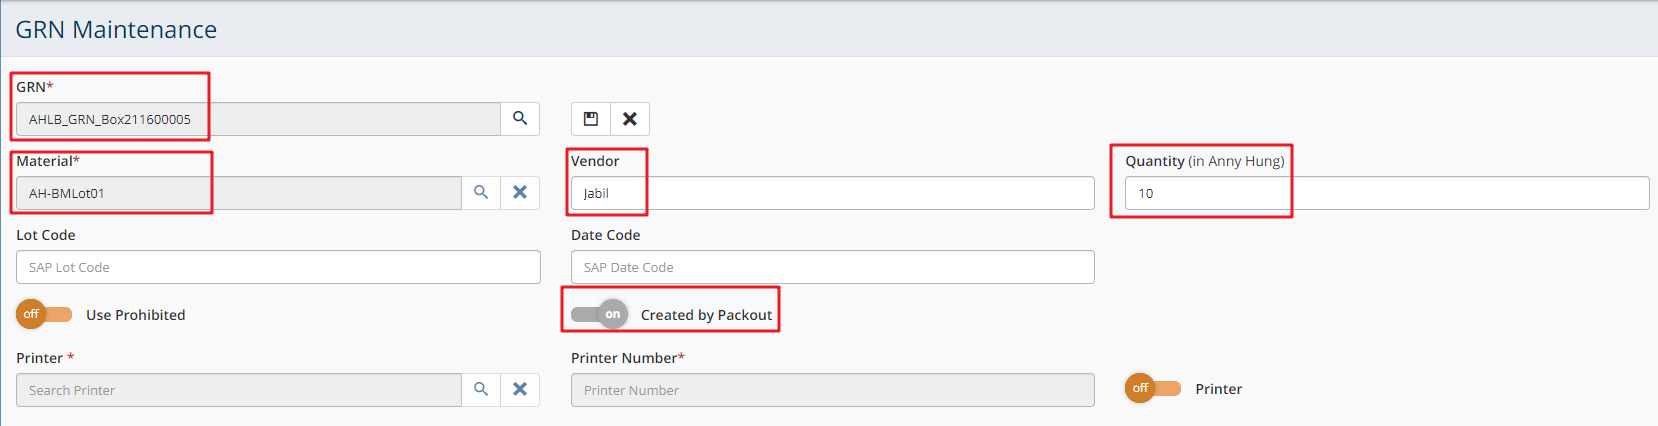 GRN Maintenance
GRN*
AHLB_GRN_Box211600005
Material*
Vendor
Quantity (in Anny Hung)
AH-BMLot01
Jabil
10
Lot Code
Date Code
SAP Lot Code
SAP Date Code
off Use Prohibited
on Created by Packout
Printer *
Printer Number*
Search Printer
Printer Number
off Printer